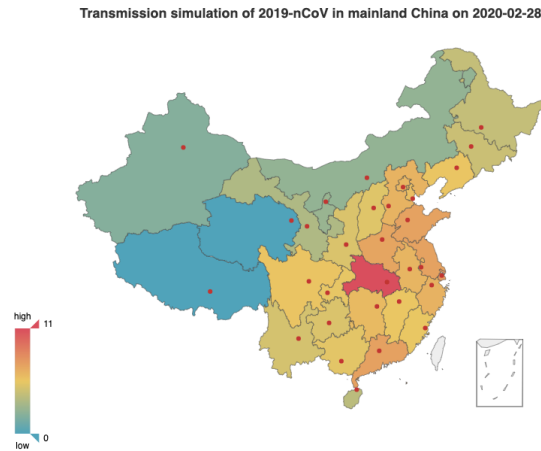 Transmission simulation of 2019-nCoV in mainland China on 2020-02-28
high
11
0
low